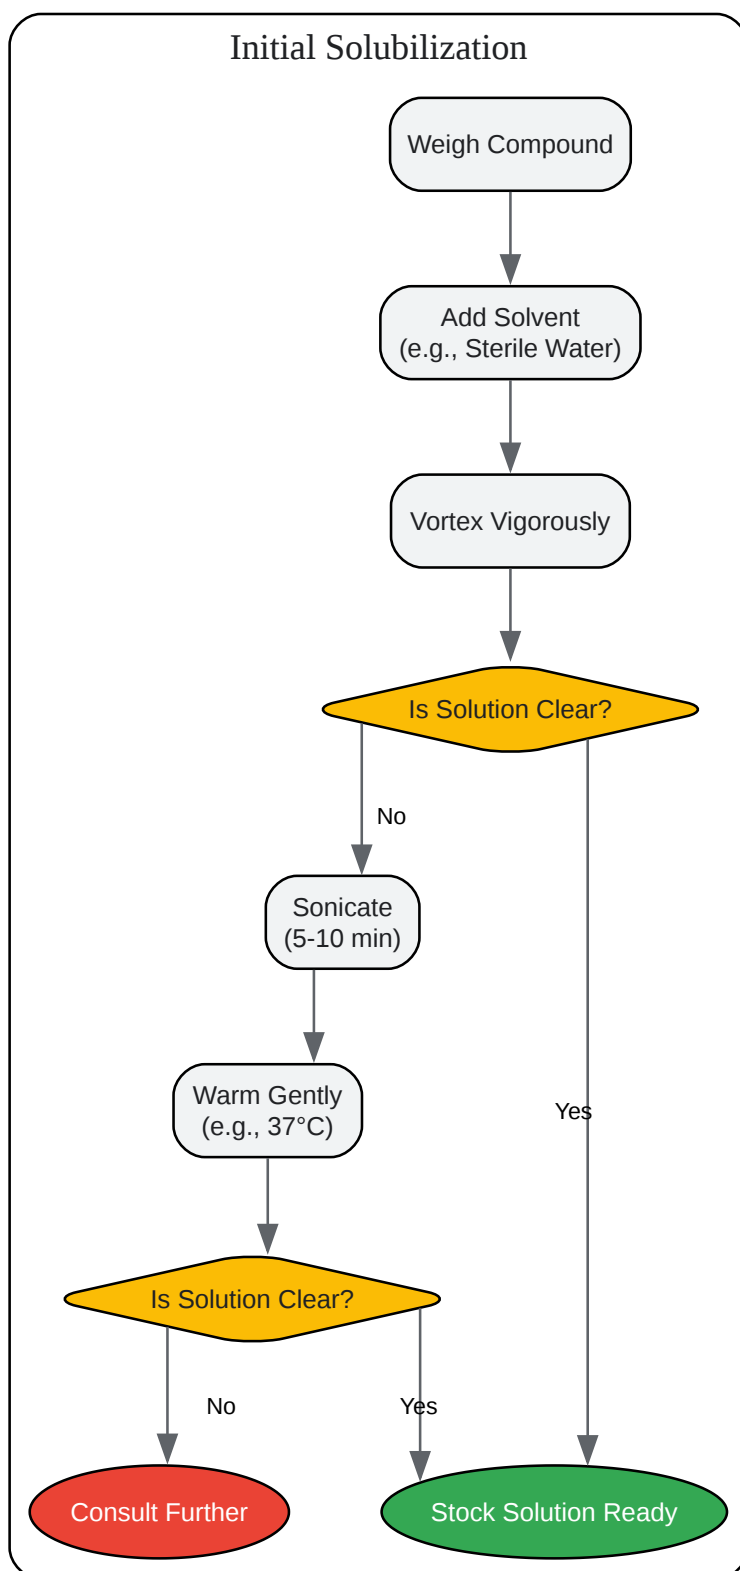 Initial Solubilization
Weigh Compound
Add Solvent
(e.g., Sterile Water)
Vortex Vigorously
Is Solution Clear?
No
Sonicate
(5-10 min)
Warm Gently
(e.g., 37°C)
Yes
Is Solution Clear?
No
Yes
Consult Further
Stock Solution Ready